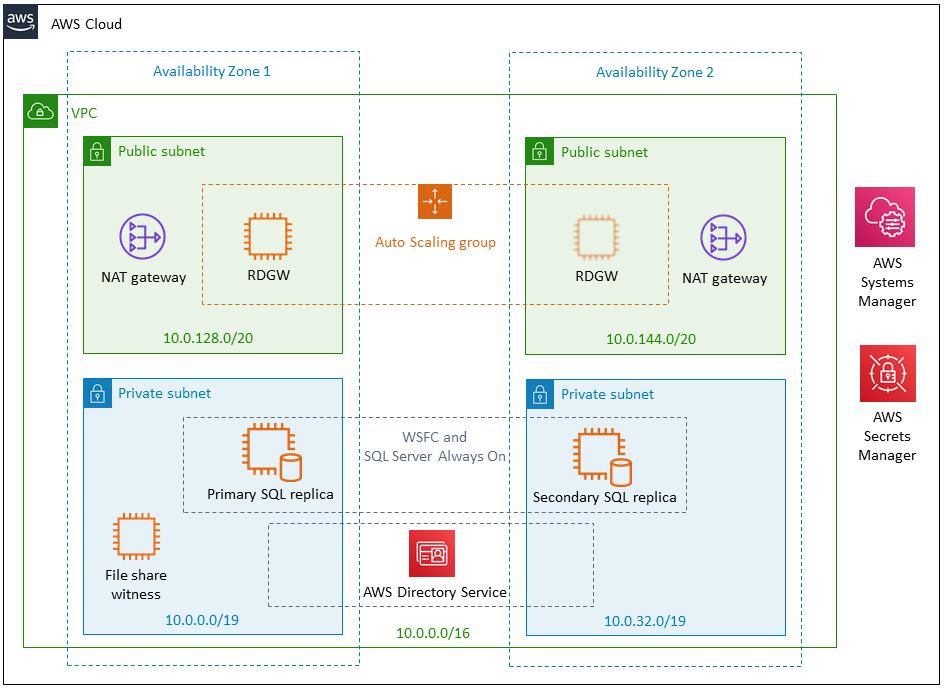 aws
AWS Cloud
Availability Zone 1
Availability Zone 2
VPC
Public subnet
Public subnet
NAT gateway
RDGW
Auto Scaling group
RDGW
NAT gateway
10.0.128.0/20
10.0.144.0/20
AWS
Systems
Manager
Private subnet
Private subnet
WSFC and
SQL Server Always On
Primary SQL replica
Secondary SQL replica
AWS
Secrets
Manager
File share
witness
AWS Directory Service
10.0.0.0/19
10.0.32.0/19
10.0.0.0/16